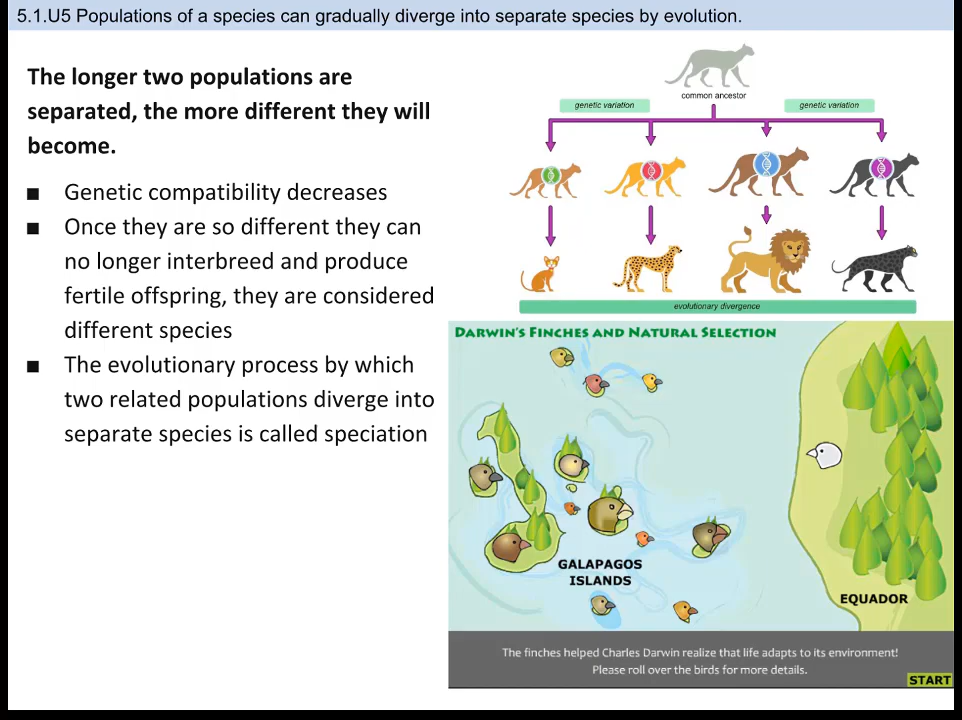 5.1.U5 Populations of a species can gradually diverge into separate species by evolution.
The longer two populations are
separated, the more different they will
become.
■ Genetic compatibility decreases
■ Once they are so different they can
no longer interbreed and produce
fertile offspring, they are considered
different species
■ The evolutionary process by which
two related populations diverge into
separate species is called speciation
common ancestor
genetic variation
genetic variation
evolutionary divergence
DARWIN'S FINCHES AND NATURAL SELECTION
GALAPAGOS
ISLANDS
EQUADOR
The finches helped Charles Darwin realize that life adapts to its environment!
Please roll over the birds for more details.
START